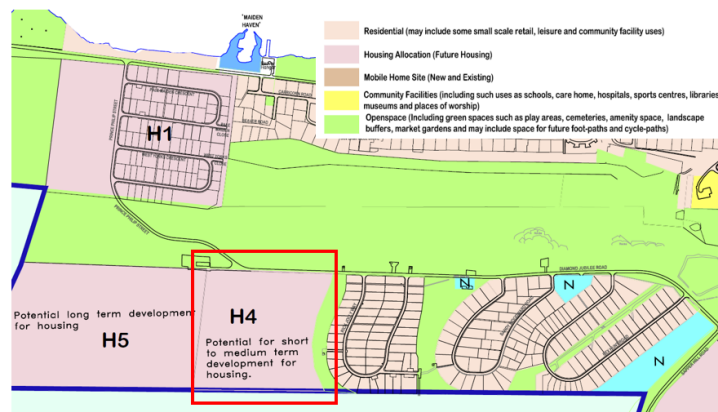 "MAIDEN
HAVEN"
Residential (may include some small scale retail, leisure and community facility uses)
Housing Allocation (Future Housing)
Mobile Home Site (New and Existing)
Community Facilities (including such uses as schools, care home, hospitals, sports centres, libraries
museums and places of worship)
Openspace (Including green spaces such as play areas, cemeteries, amenity space, landscape
buffers, market gardens and may include space for future foot-paths and cycle-paths)
H1
PRINCE PHILIP STREET
PRINCE PHILIP STREET
DIAMOND JUBILEE ROAD
N
N
N
Potential long term development
for housing
H5
H4
Potential for short
to medium term
development for
housing.